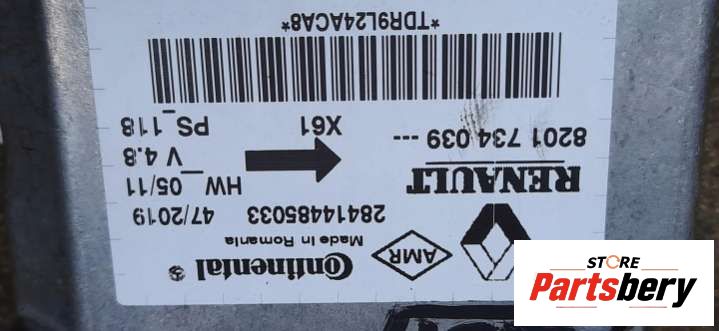 Continental
Made in Romania
AMR
28414485033 47/2019
RENAULT
HW_05/11
8201 734 039 ---
V 4.8
X61
PS_118
*TDR9L24ACA8*
STORE
Partsbery